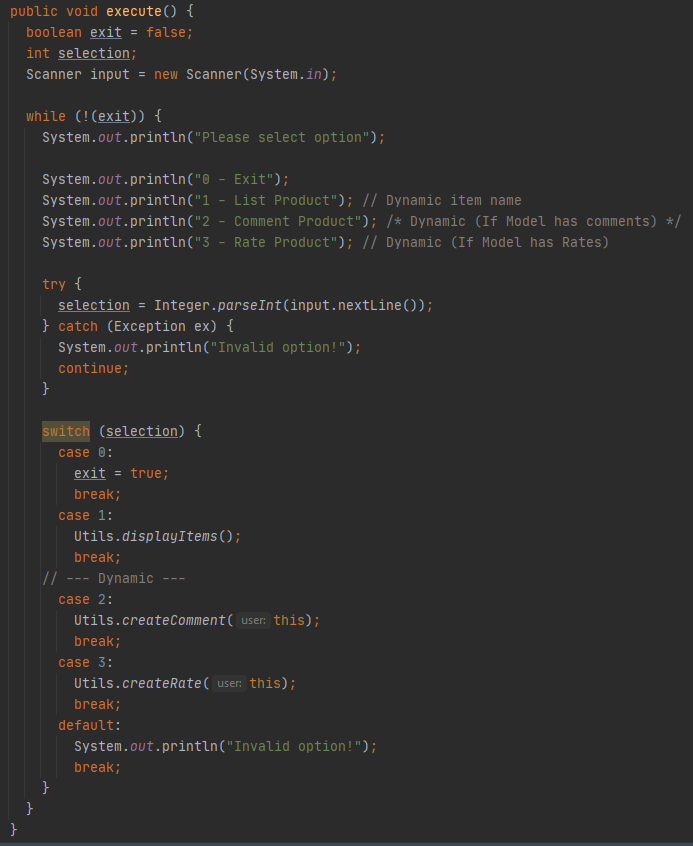 public void execute() {
  boolean exit = false;
  int selection;
  Scanner input = new Scanner(System.in);

  while (!(exit)) {
    System.out.println("Please select option");

    System.out.println("0 - Exit");
    System.out.println("1 - List Product"); // Dynamic item name
    System.out.println("2 - Comment Product"); /* Dynamic (If Model has comments) */
    System.out.println("3 - Rate Product"); // Dynamic (If Model has Rates)

    try {
      selection = Integer.parseInt(input.nextLine());
    } catch (Exception ex) {
      System.out.println("Invalid option!");
      continue;
    }

    switch (selection) {
      case 0:
        exit = true;
        break;
      case 1:
        Utils.displayItems();
        break;
    // --- Dynamic ---
      case 2:
        Utils.createComment( user: this);
        break;
      case 3:
        Utils.createRate( user: this);
        break;
      default:
        System.out.println("Invalid option!");
        break;
    }
  }
}